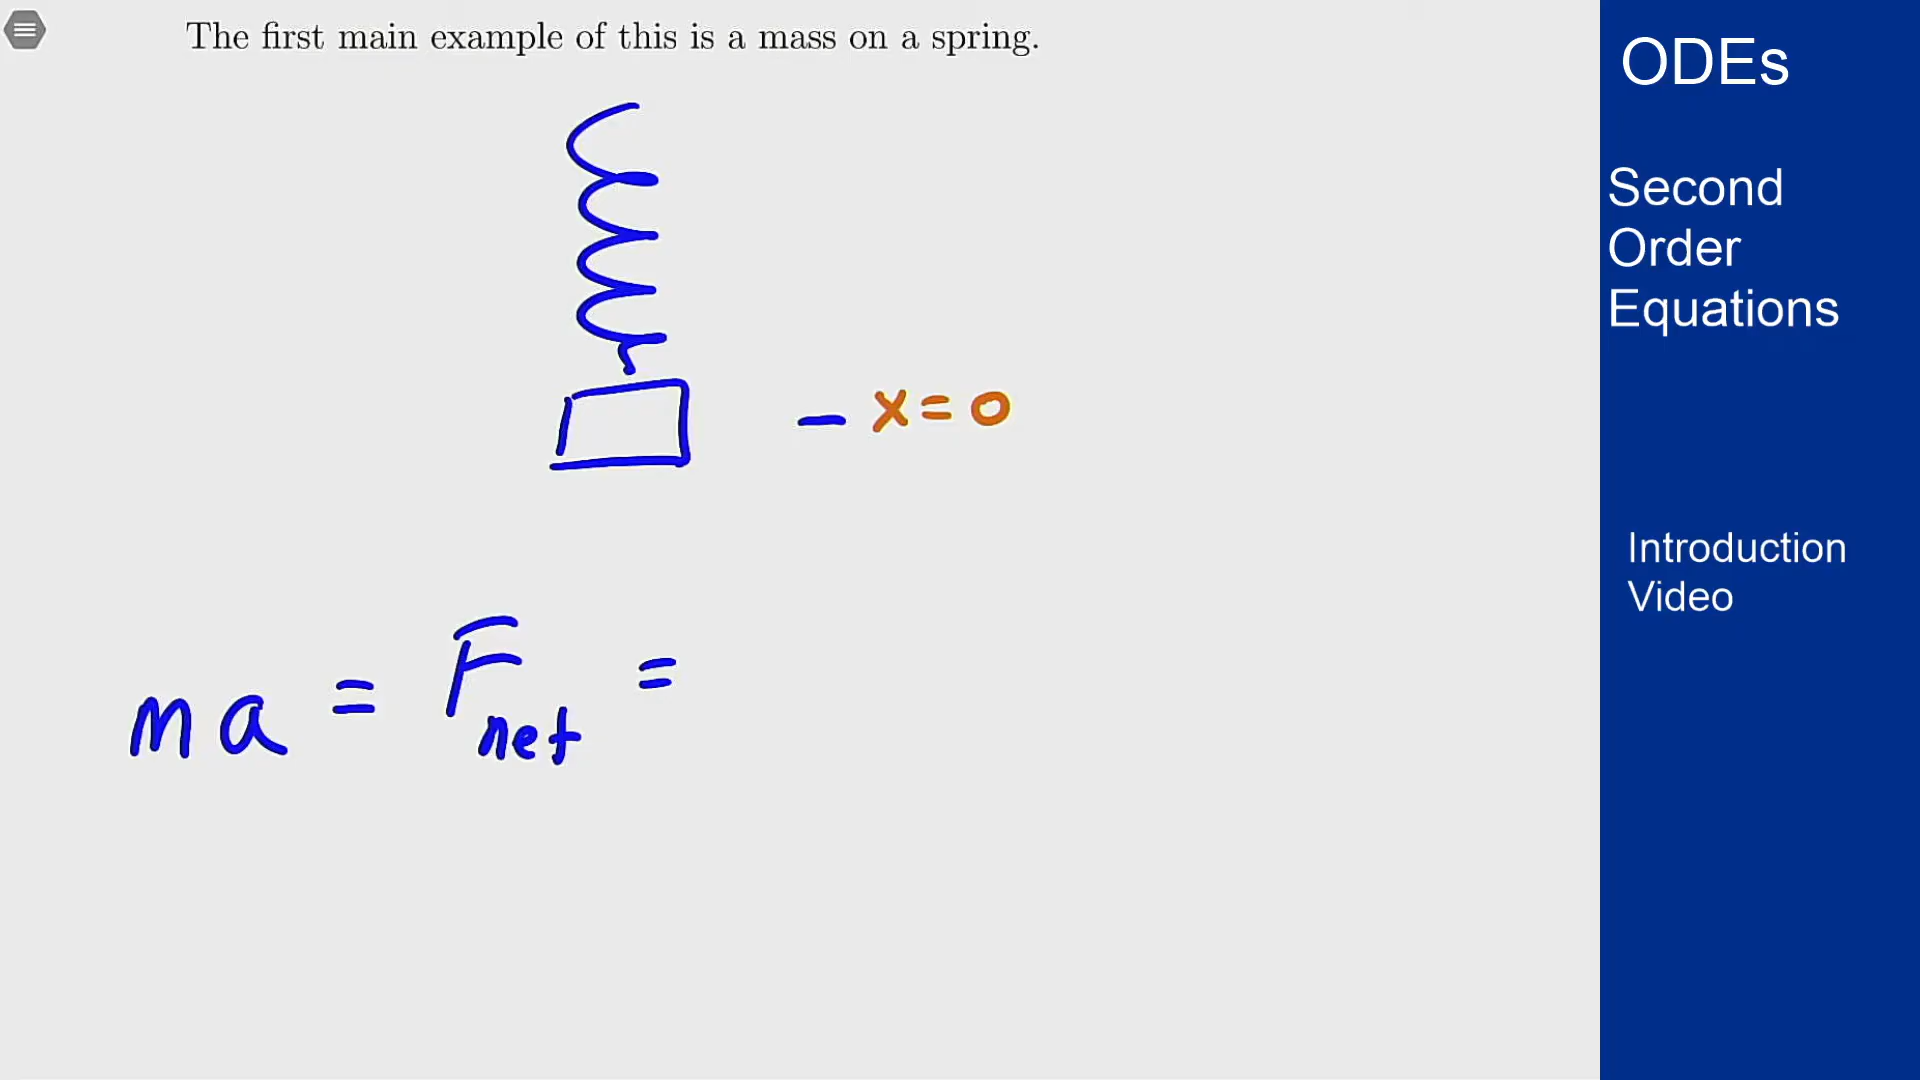 The first main example of this is a mass on a spring.
x = 0
ma = F_net =
ODEs
Second
Order
Equations
Introduction
Video